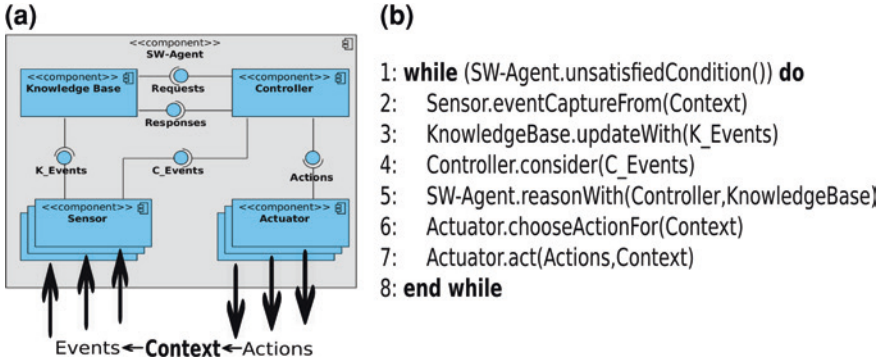 (a)
<<component>>
SW-Agent
<<component>>
Knowledge Base
Requests
<<component>>
Controller
Responses
K_Events
C_Events
Actions
<<component>>
Sensor
<<component>>
Actuator
Events Context Actions
(b)
1: while (SW-Agent.unsatisfiedCondition()) do
2: Sensor.eventCaptureFrom(Context)
3: KnowledgeBase.updateWith(K_Events)
4: Controller.consider(C_Events)
5: SW-Agent.reasonWith(Controller,KnowledgeBase)
6: Actuator.chooseActionFor(Context)
7: Actuator.act(Actions,Context)
8: end while